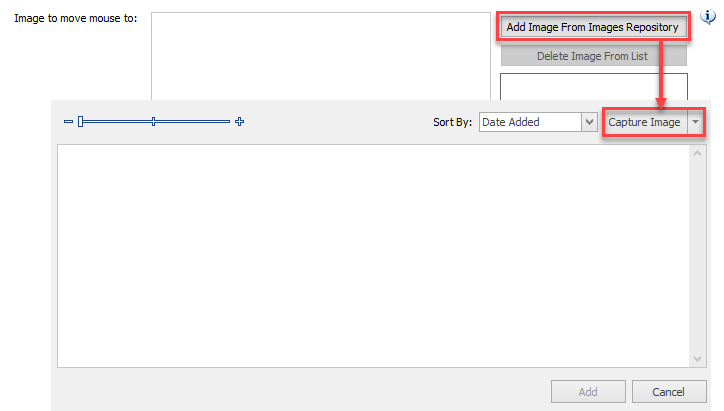 Image to move mouse to:
Add Image From Images Repository
Delete Image From List
Sort By:
Date Added
Capture Image
Add
Cancel